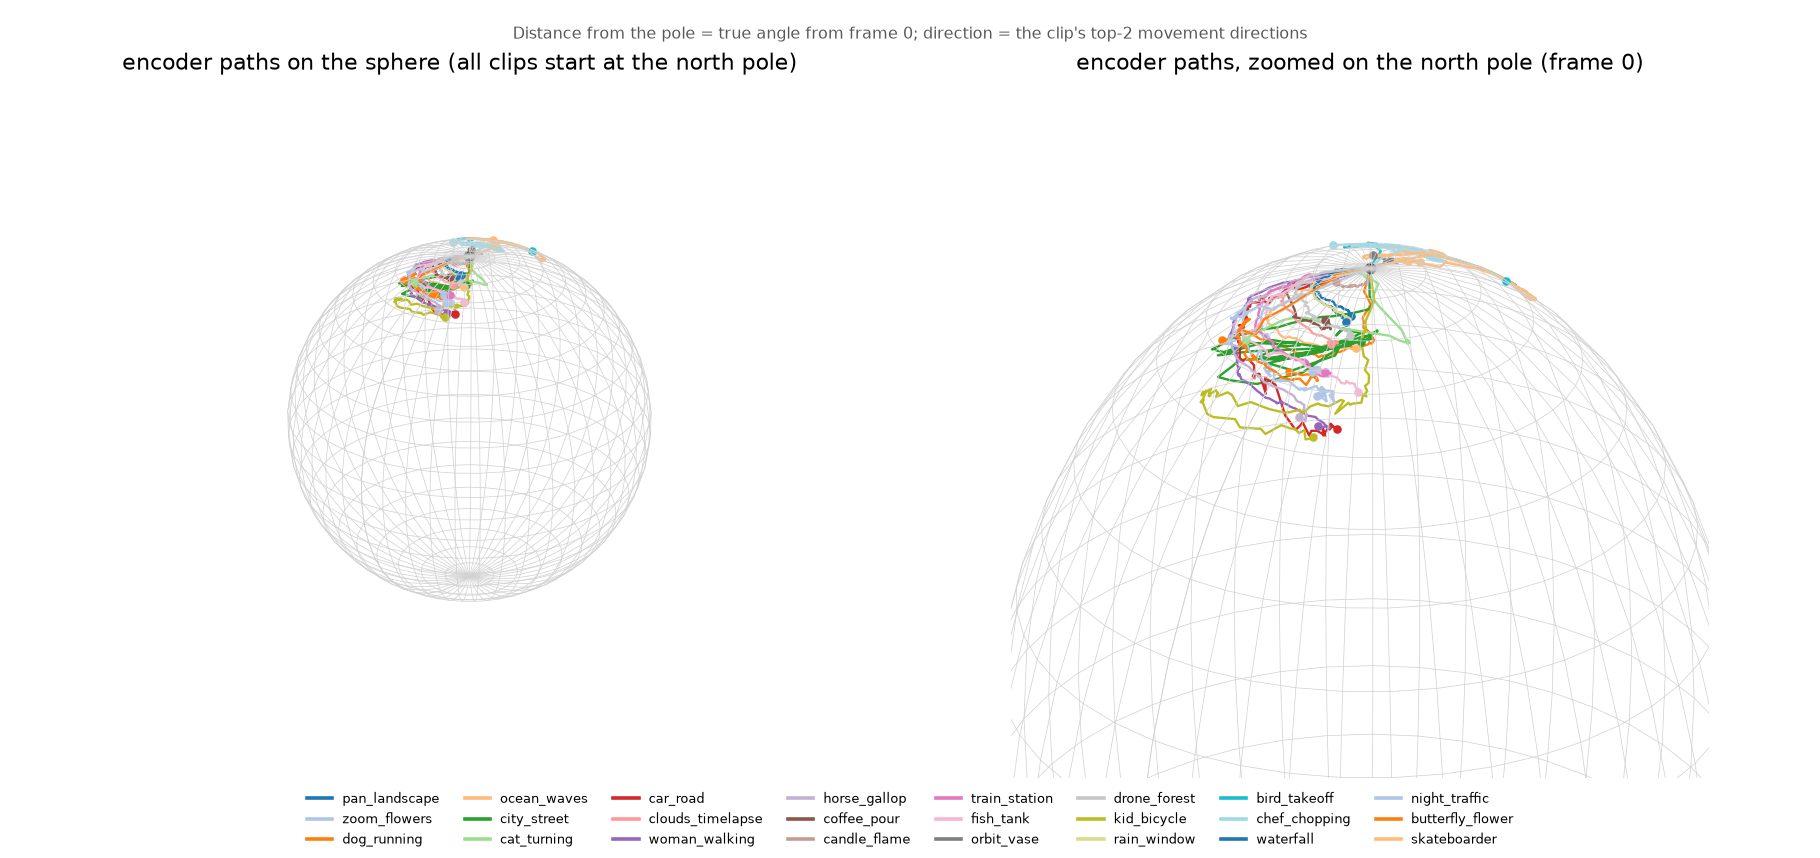 Distance from the pole = true angle from frame 0; direction = the clip's top-2 movement directions
encoder paths on the sphere (all clips start at the north pole)
encoder paths, zoomed on the north pole (frame 0)
pan_landscape ocean_waves car_road horse_gallop train_station drone_forest bird_takeoff night_traffic
zoom_flowers city_street clouds_timelapse coffee_pour fish_tank kid_bicycle chef_chopping butterfly_flower
dog_running cat_turning woman_walking candle_flame orbit_vase rain_window waterfall skateboarder